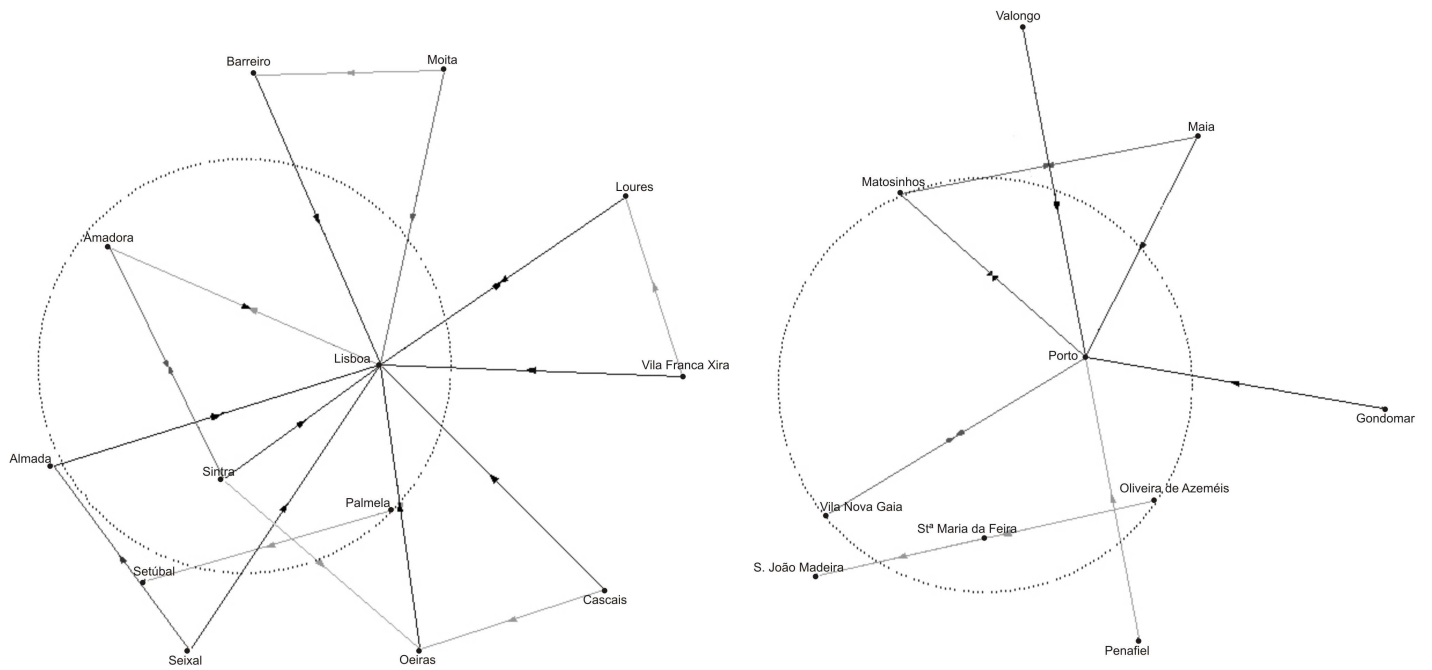 Barreiro
Moita
Loures
Amadora
Lisboa
Vila Franca Xira
Almada
Sintra
Palmela
Setúbal
Cascais
Seixal
Oeiras
Valongo
Maia
Matosinhos
Porto
Gondomar
Oliveira de Azeméis
Vila Nova Gaia
Stª Maria da Feira
S. João Madeira
Penafiel